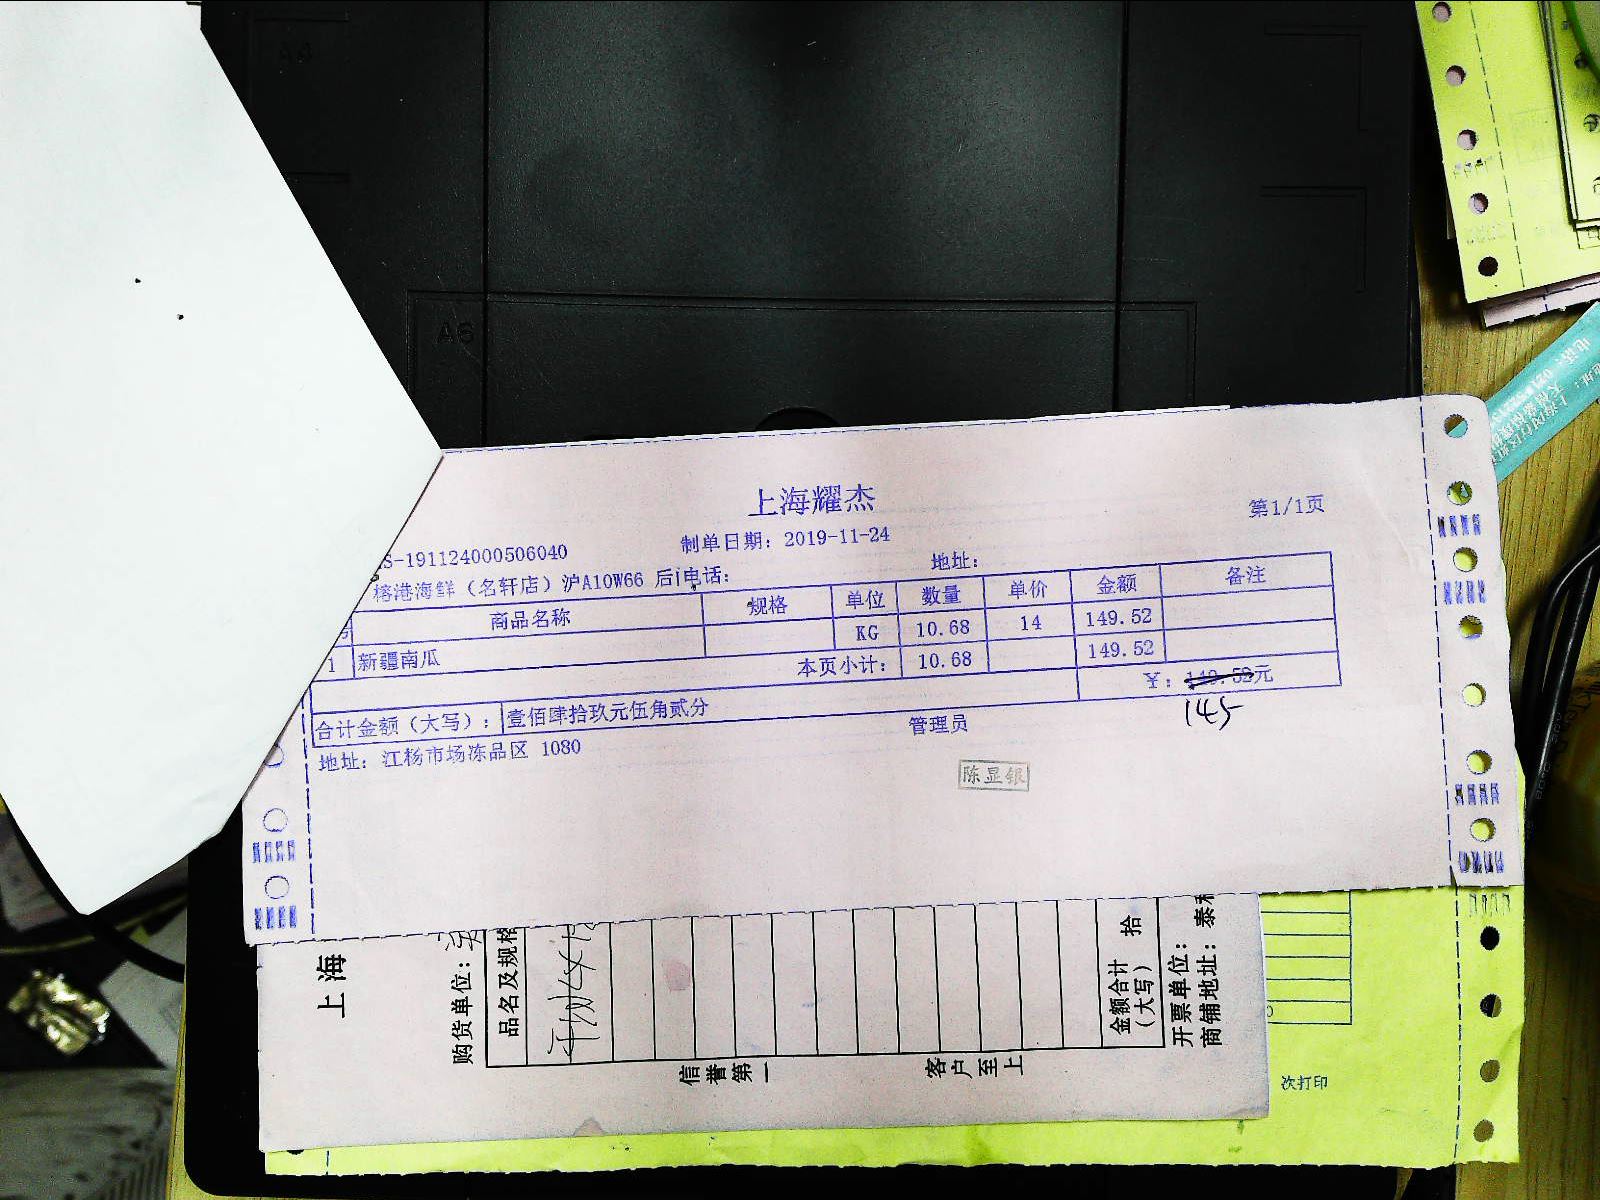 上海耀杰
第1/1页
S-191124000506040
制单日期：2019-11-24
榕港海鲜（名轩店）沪A10W66 后 电话：
地址：
号 商品名称 规格 单位 数量 单价 金额 备注
1 新疆南瓜 KG 10.68 14 149.52
本页小计： 10.68 149.52
合计金额（大写）： 壹佰肆拾玖元伍角贰分 ￥：149.52元
145
地址：江杨市场冻品区 1080
管理员
陈显银
上海
购货单位：
品名及规格
金额合计（大写） 拾
开票单位：
商铺地址：泰
信誉第一
客户至上
次打印
A6